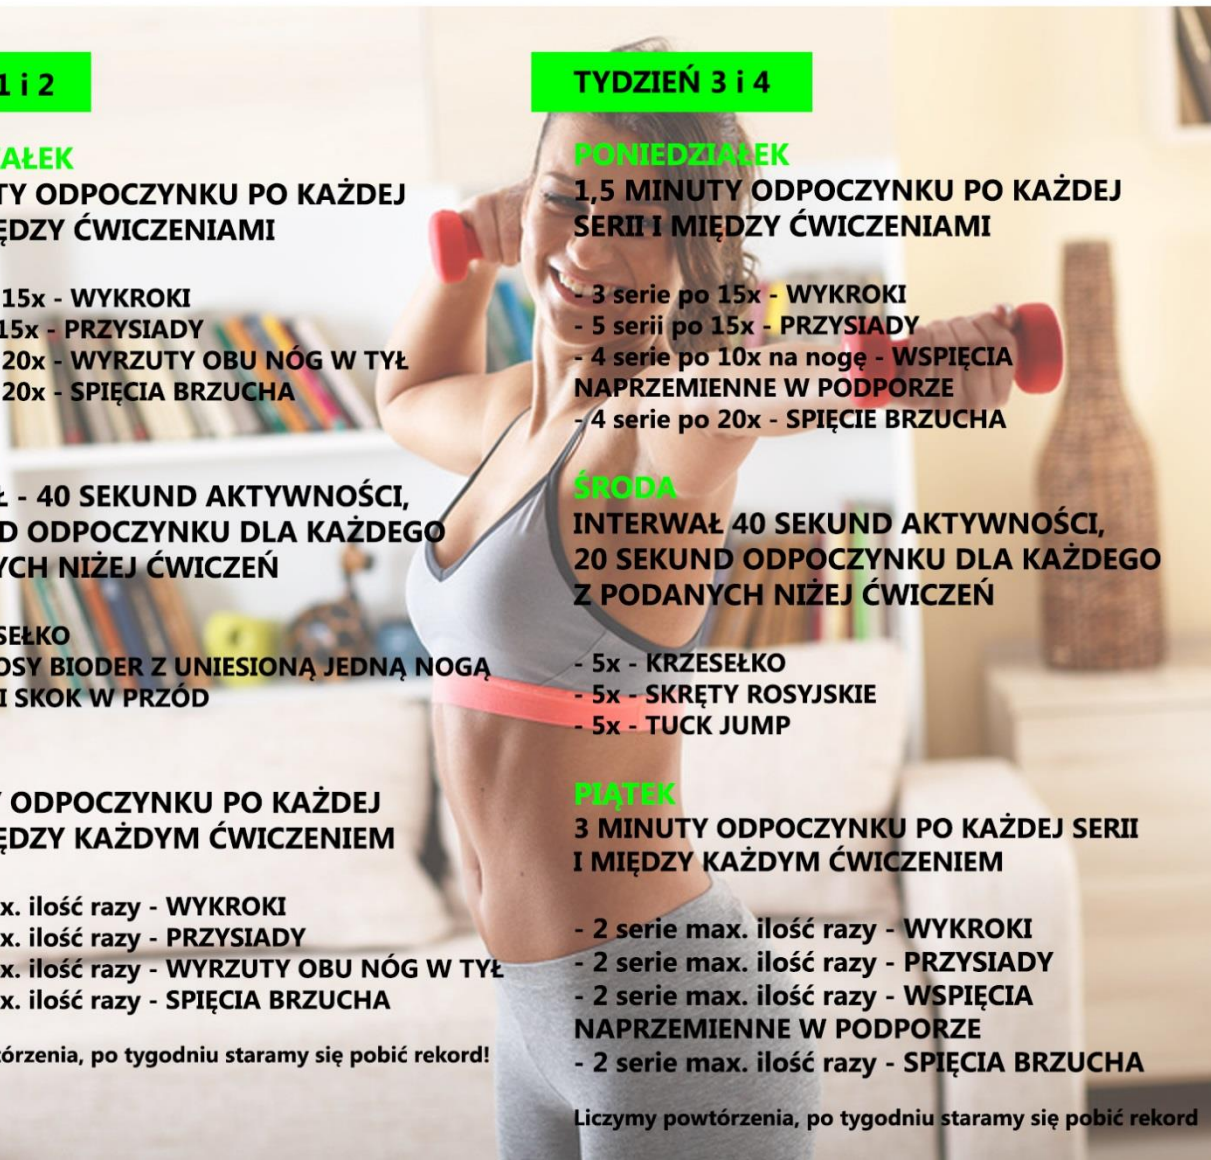 1 i 2
AŁEK
TY ODPOCZYNKU PO KAŻDEJ
ĘDZY ĆWICZENIAMI
15x - WYKROKI
15x - PRZYSIADY
20x - WYRZUTY OBU NÓG W TYŁ
20x - SPIĘCIA BRZUCHA
Ł - 40 SEKUND AKTYWNOŚCI,
D ODPOCZYNKU DLA KAŻDEGO
YCH NIŻEJ ĆWICZEŃ
SEŁKO
OSY BIODER Z UNIESIONĄ JEDNĄ NOGĄ
I SKOK W PRZÓD
Y ODPOCZYNKU PO KAŻDEJ
ĘDZY KAŻDYM ĆWICZENIEM
x. ilość razy - WYKROKI
x. ilość razy - PRZYSIADY
x. ilość razy - WYRZUTY OBU NÓG W TYŁ
x. ilość razy - SPIĘCIA BRZUCHA
órzenia, po tygodniu staramy się pobić rekord!
TYDZIEŃ 3 i 4
PONIEDZIAŁEK
1,5 MINUTY ODPOCZYNKU PO KAŻDEJ
SERII I MIĘDZY ĆWICZENIAMI
- 3 serie po 15x - WYKROKI
- 5 serii po 15x - PRZYSIADY
- 4 serie po 10x na nogę - WSPIĘCIA
NAPRZEMIENNE W PODPORZE
- 4 serie po 20x - SPIĘCIE BRZUCHA
ŚRODA
INTERWAŁ 40 SEKUND AKTYWNOŚCI,
20 SEKUND ODPOCZYNKU DLA KAŻDEGO
Z PODANYCH NIŻEJ ĆWICZEŃ
- 5x - KRZESEŁKO
- 5x - SKRĘTY ROSYJSKIE
- 5x - TUCK JUMP
PIĄTEK
3 MINUTY ODPOCZYNKU PO KAŻDEJ SERII
I MIĘDZY KAŻDYM ĆWICZENIEM
- 2 serie max. ilość razy - WYKROKI
- 2 serie max. ilość razy - PRZYSIADY
- 2 serie max. ilość razy - WSPIĘCIA
NAPRZEMIENNE W PODPORZE
- 2 serie max. ilość razy - SPIĘCIA BRZUCHA
Liczymy powtórzenia, po tygodniu staramy się pobić rekord